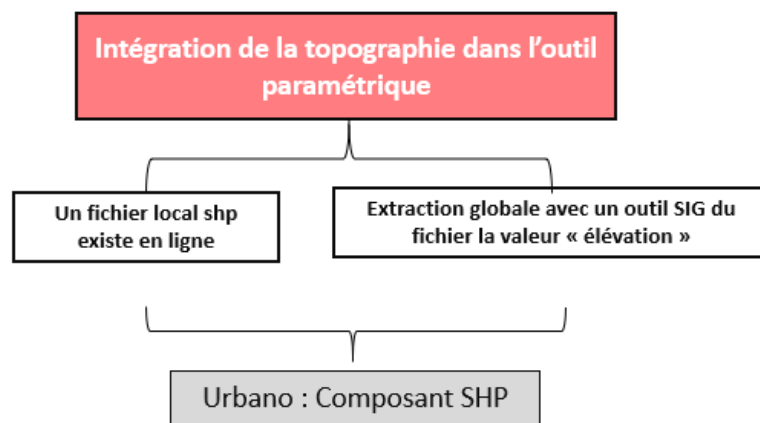 Intégration de la topographie dans l’outil
paramétrique
Un fichier local shp
existe en ligne
Extraction globale avec un outil SIG du
fichier la valeur « élévation »
Urbano : Composant SHP